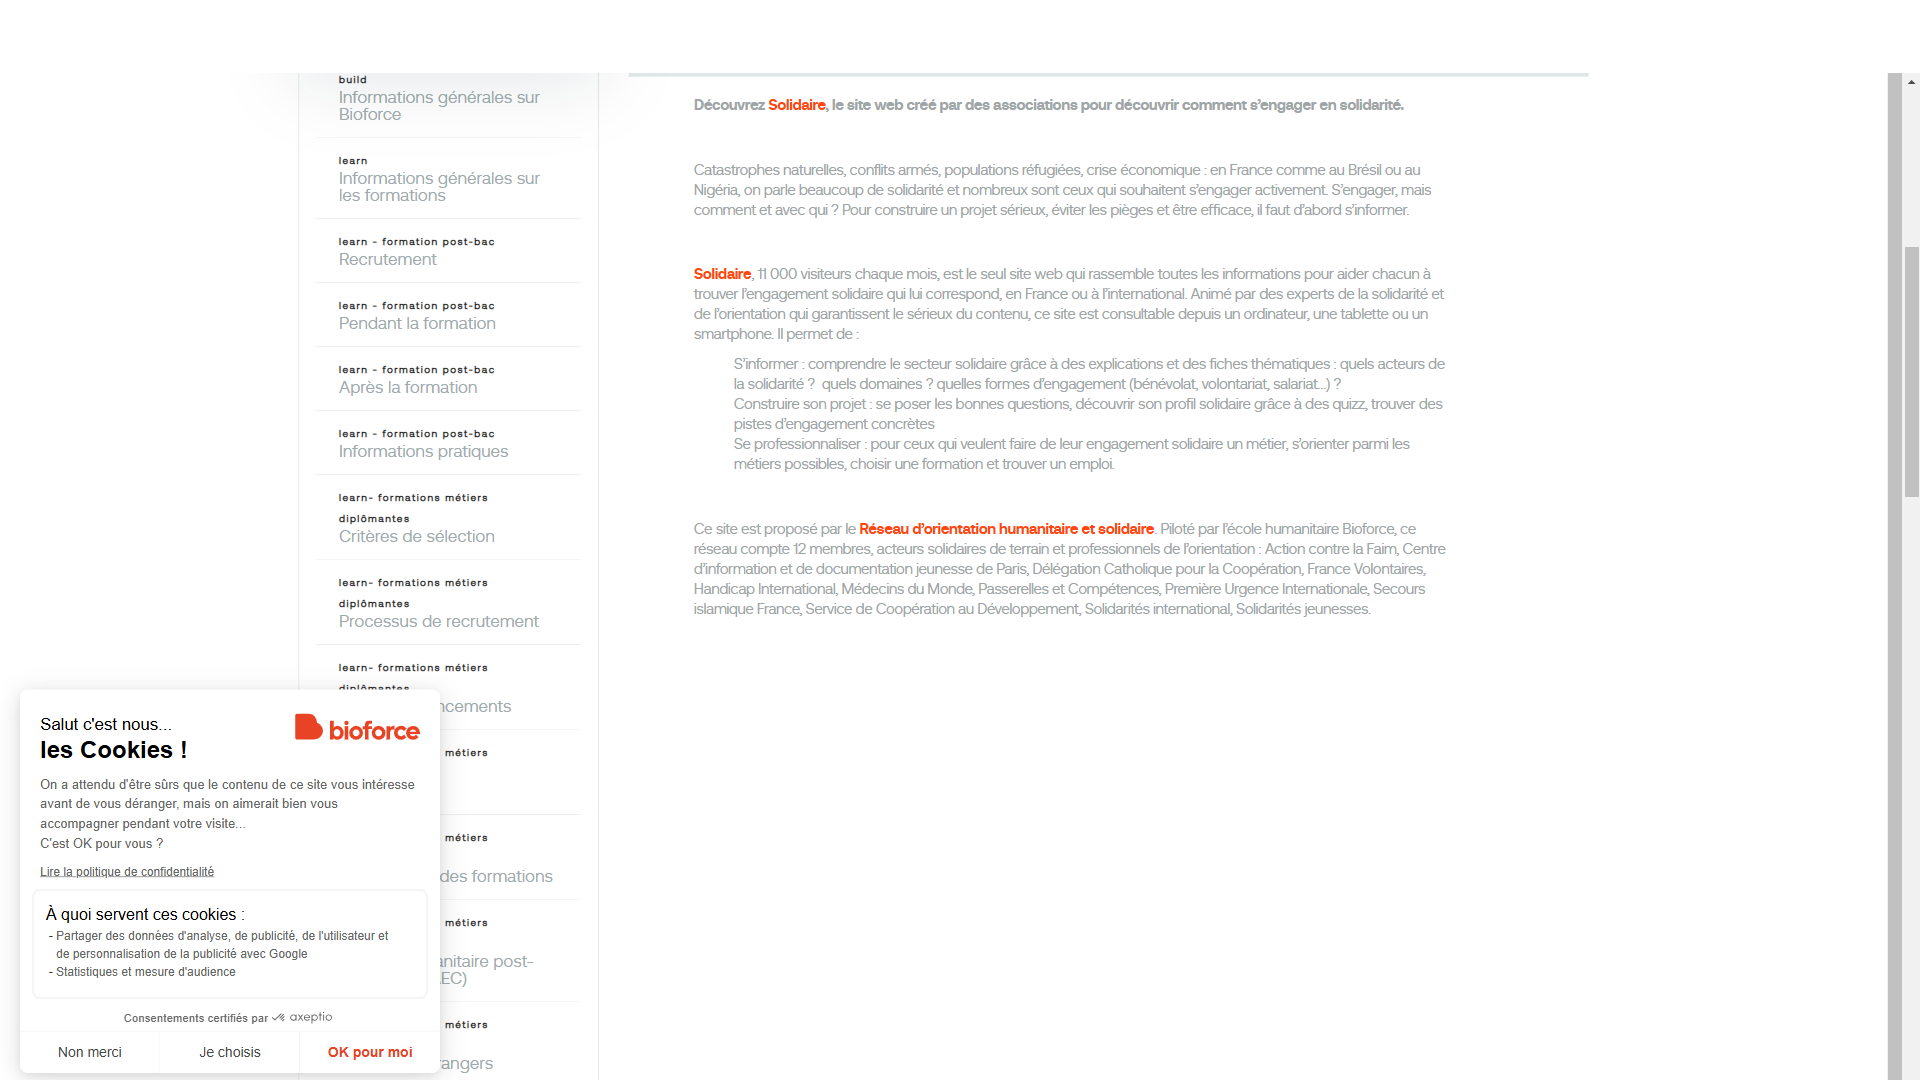 build
Informations générales sur
Bioforce
learn
Informations générales sur
les formations
learn - formation post-bac
Recrutement
learn - formation post-bac
Pendant la formation
learn - formation post-bac
Après la formation
learn - formation post-bac
Informations pratiques
learn- formations métiers
diplômantes
Critères de sélection
learn- formations métiers
diplômantes
Processus de recrutement
learn- formations métiers
diplômantes
ncements
métiers
métiers
des formations
métiers
anitaire post-
EC)
métiers
rangers
Découvrez Solidaire, le site web créé par des associations pour découvrir comment s’engager en solidarité.
Catastrophes naturelles, conflits armés, populations réfugiées, crise économique : en France comme au Brésil ou au
Nigéria, on parle beaucoup de solidarité et nombreux sont ceux qui souhaitent s’engager activement. S’engager, mais
comment et avec qui ? Pour construire un projet sérieux, éviter les pièges et être efficace, il faut d’abord s’informer.
Solidaire, 11 000 visiteurs chaque mois, est le seul site web qui rassemble toutes les informations pour aider chacun à
trouver l’engagement solidaire qui lui correspond, en France ou à l’international. Animé par des experts de la solidarité et
de l’orientation qui garantissent le sérieux du contenu, ce site est consultable depuis un ordinateur, une tablette ou un
smartphone. Il permet de :
S’informer : comprendre le secteur solidaire grâce à des explications et des fiches thématiques : quels acteurs de
la solidarité ? quels domaines ? quelles formes d’engagement (bénévolat, volontariat, salariat…) ?
Construire son projet : se poser les bonnes questions, découvrir son profil solidaire grâce à des quizz, trouver des
pistes d’engagement concrètes
Se professionnaliser : pour ceux qui veulent faire de leur engagement solidaire un métier, s’orienter parmi les
métiers possibles, choisir une formation et trouver un emploi.
Ce site est proposé par le Réseau d’orientation humanitaire et solidaire. Piloté par l’école humanitaire Bioforce, ce
réseau compte 12 membres, acteurs solidaires de terrain et professionnels de l’orientation : Action contre la Faim, Centre
d’information et de documentation jeunesse de Paris, Délégation Catholique pour la Coopération, France Volontaires,
Handicap International, Médecins du Monde, Passerelles et Compétences, Première Urgence Internationale, Secours
islamique France, Service de Coopération au Développement, Solidarités international, Solidarités jeunesses.
Salut c'est nous...
les Cookies !
bioforce
On a attendu d'être sûrs que le contenu de ce site vous intéresse
avant de vous déranger, mais on aimerait bien vous
accompagner pendant votre visite...
C'est OK pour vous ?
Lire la politique de confidentialité
À quoi servent ces cookies :
- Partager des données d'analyse, de publicité, de l'utilisateur et
de personnalisation de la publicité avec Google
- Statistiques et mesure d'audience
Consentements certifiés par axeptio
Non merci
Je choisis
OK pour moi